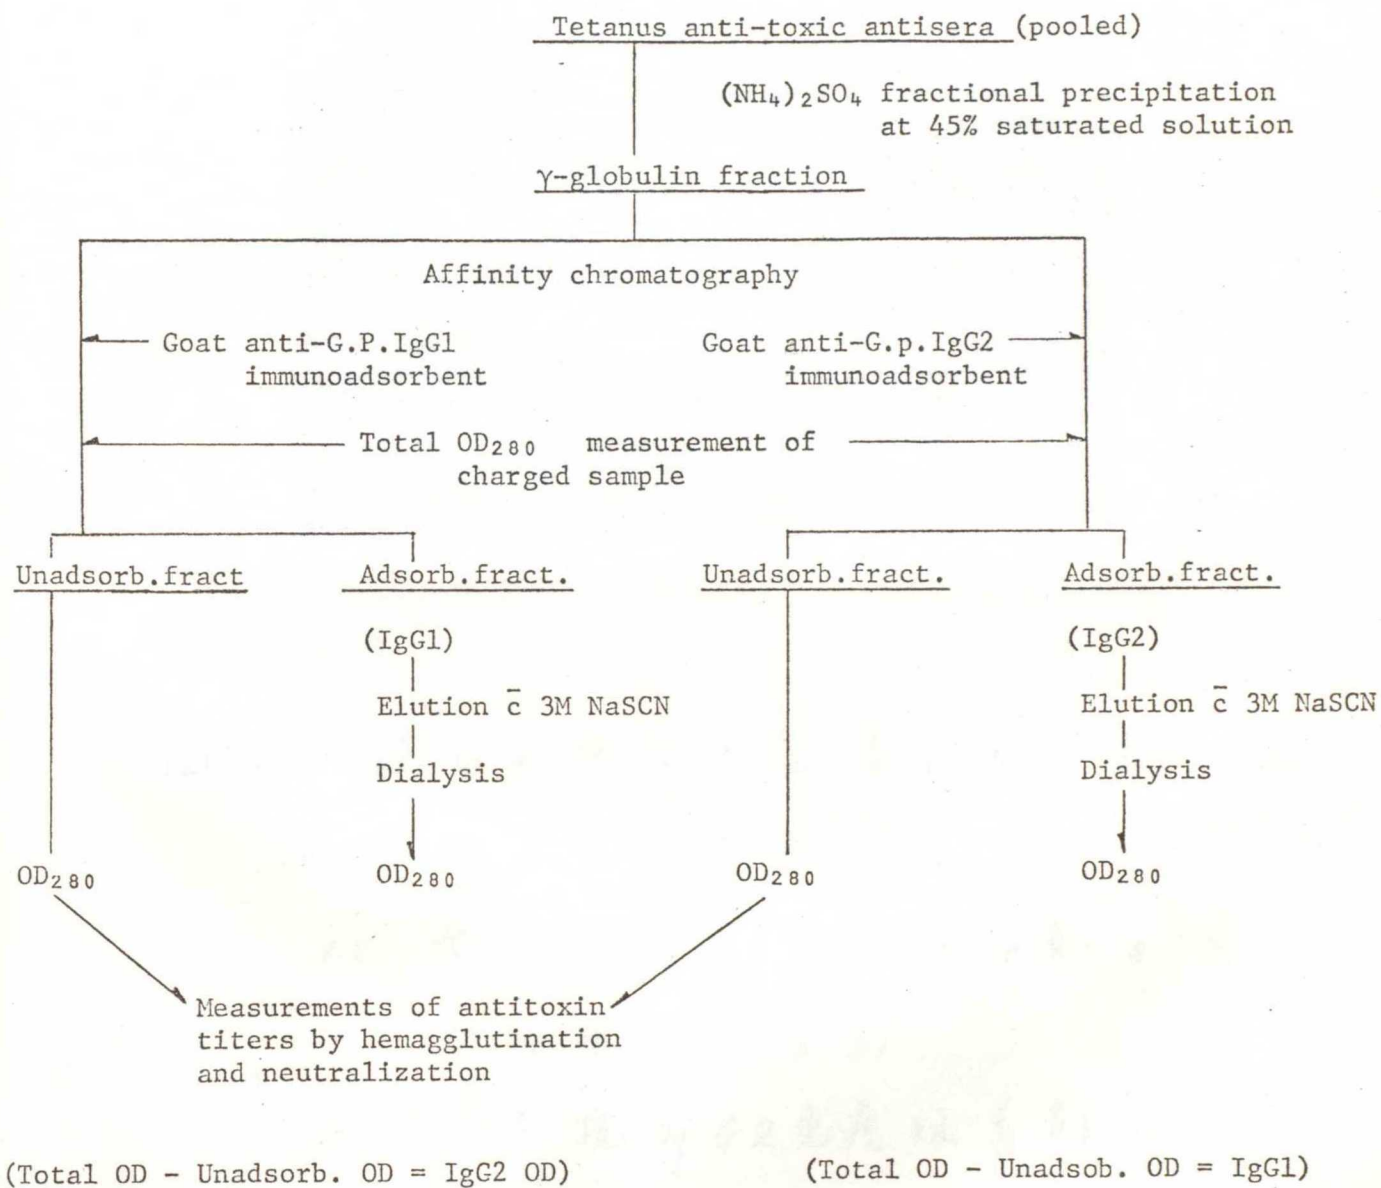 Tetanus anti-toxic antisera (pooled)
(NH₄)₂SO₄ fractional precipitation
at 45% saturated solution
γ-globulin fraction
Affinity chromatography
Goat anti-G.P.IgG1
immunoadsorbent
Goat anti-G.p.IgG2
immunoadsorbent
Total OD₂₈₀ measurement of
charged sample
Unadsorb.fract
Adsorb.fract.
Unadsorb.fract.
Adsorb.fract.
(IgG1)
(IgG2)
Elution c̄ 3M NaSCN
Elution c̄ 3M NaSCN
Dialysis
Dialysis
OD₂₈₀
OD₂₈₀
OD₂₈₀
OD₂₈₀
Measurements of antitoxin
titers by hemagglutination
and neutralization
(Total OD - Unadsorb. OD = IgG2 OD)
(Total OD - Unadsob. OD = IgG1)